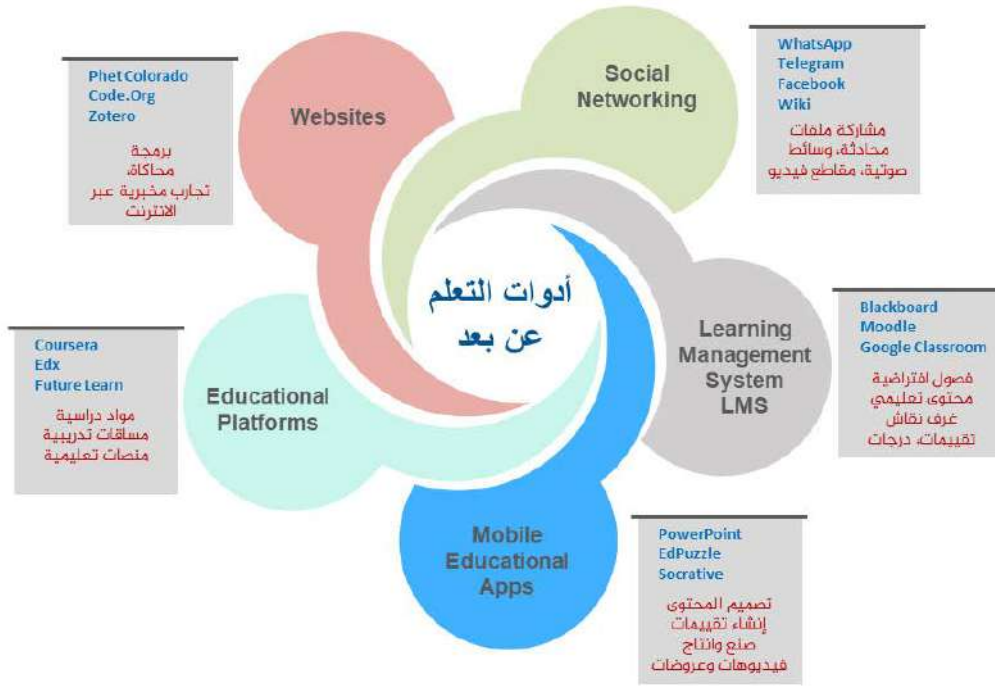 أدوات التعلم
عن بعد
Websites
Phet Colorado
Code.Org
Zotero
برمجة
محاكاة،
تجارب مخبرية عبر
الانترنت
Social
Networking
WhatsApp
Telegram
Facebook
Wiki
مشاركة ملفات
محادثة، وسائط
صوتية، مقاطع فيديو
Learning
Management
System
LMS
Blackboard
Moodle
Google Classroom
فصول افتراضية
محتوى تعليمي
غرف نقاش
تقييمات، درجات
Mobile
Educational
Apps
PowerPoint
EdPuzzle
Socrative
تصميم المحتوى
إنشاء تقييمات
صنع وانتاج
فيديوهات وعروضات
Educational
Platforms
Coursera
Edx
Future Learn
مواد دراسية
مساقات تدريبية
منصات تعليمية